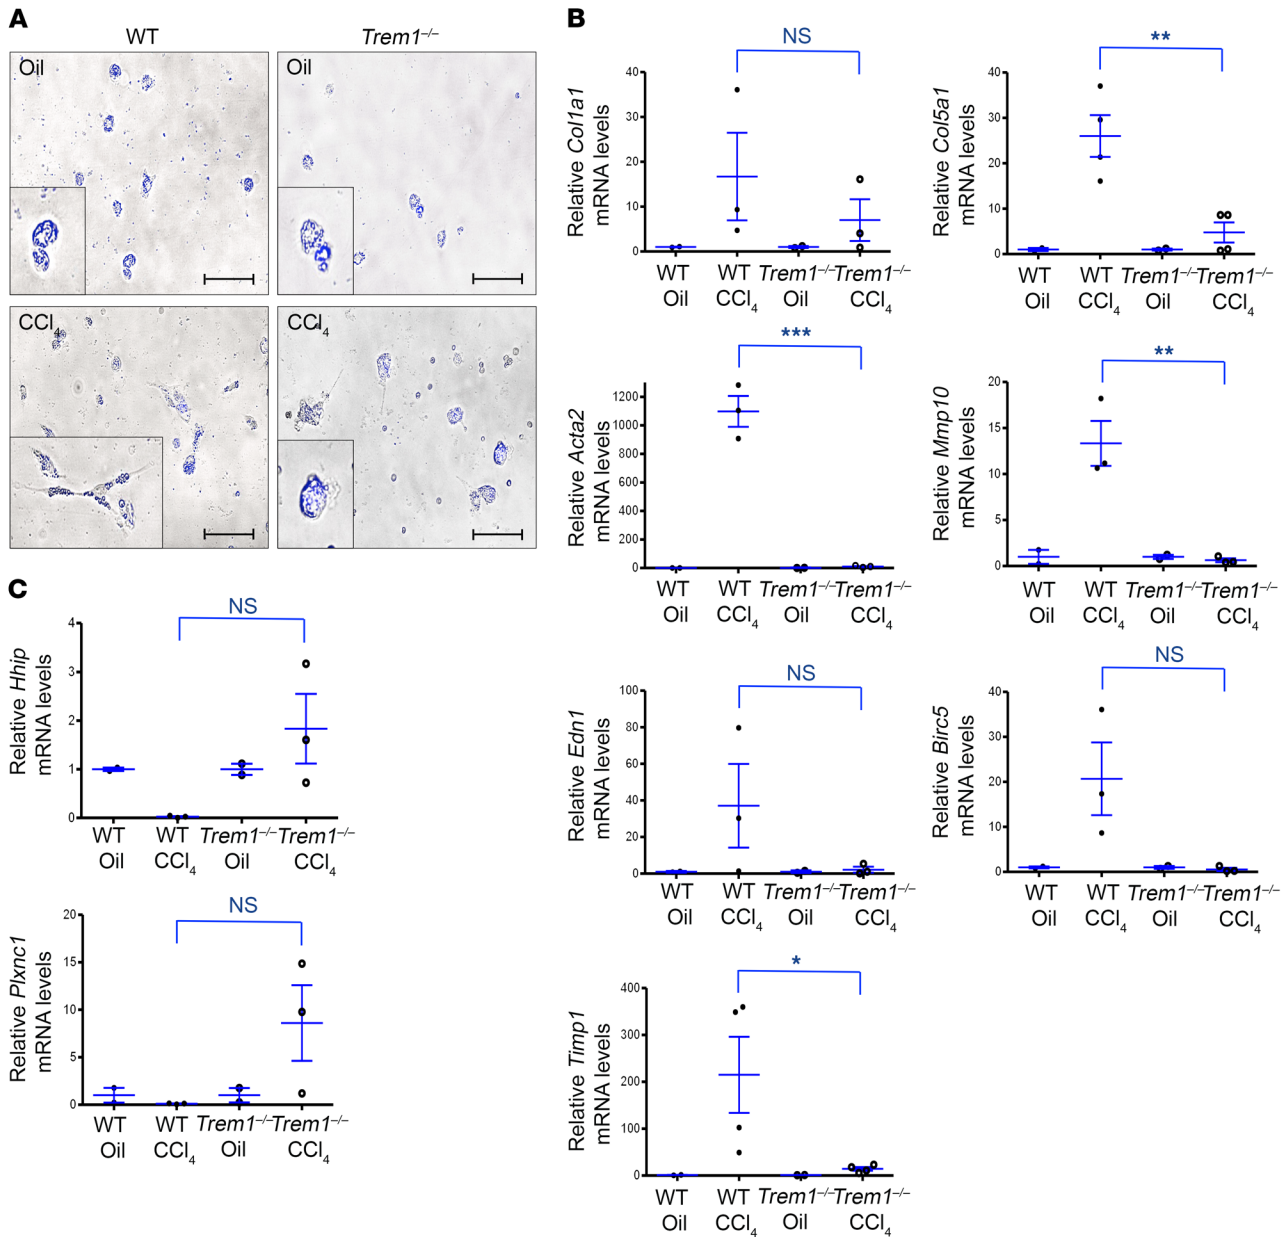 A
WT
Trem1–/–
Oil
Oil
CCl4
CCl4
B
NS
Relative Col1a1
mRNA levels
40
30
20
10
0
WT
Oil
WT
CCl4
Trem1–/–
Oil
Trem1–/–
CCl4
**
Relative Col5a1
mRNA levels
40
30
20
10
0
WT
Oil
WT
CCl4
Trem1–/–
Oil
Trem1–/–
CCl4
***
Relative Acta2
mRNA levels
1200
1000
800
600
400
200
0
WT
Oil
WT
CCl4
Trem1–/–
Oil
Trem1–/–
CCl4
**
Relative Mmp10
mRNA levels
20
15
10
5
0
WT
Oil
WT
CCl4
Trem1–/–
Oil
Trem1–/–
CCl4
NS
Relative Edn1
mRNA levels
100
80
60
40
20
0
WT
Oil
WT
CCl4
Trem1–/–
Oil
Trem1–/–
CCl4
NS
Relative Birc5
mRNA levels
40
30
20
10
0
WT
Oil
WT
CCl4
Trem1–/–
Oil
Trem1–/–
CCl4
*
Relative Timp1
mRNA levels
400
300
200
100
0
WT
Oil
WT
CCl4
Trem1–/–
Oil
Trem1–/–
CCl4
C
NS
Relative Hhip
mRNA levels
4
3
2
1
0
WT
Oil
WT
CCl4
Trem1–/–
Oil
Trem1–/–
CCl4
NS
Relative Plxnc1
mRNA levels
20
15
10
5
0
WT
Oil
WT
CCl4
Trem1–/–
Oil
Trem1–/–
CCl4